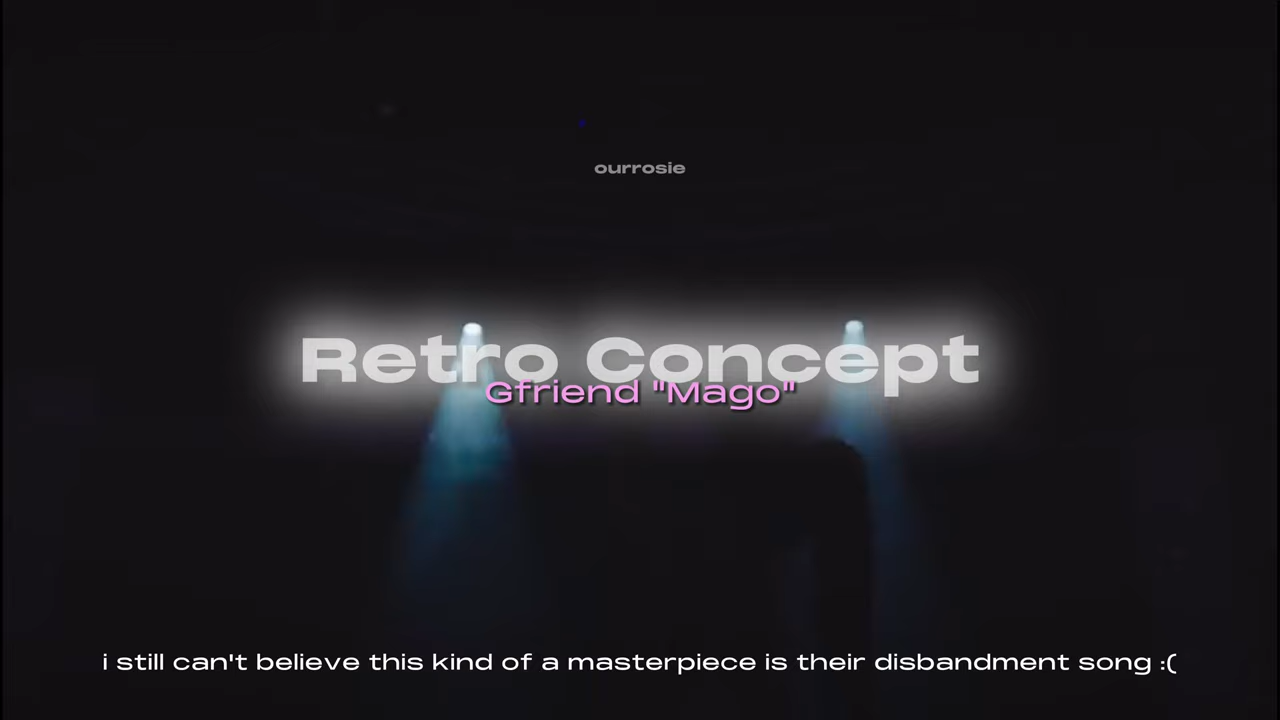 ourrosie
Retro Concept
Gfriend "Mago"
i still can't believe this kind of a masterpiece is their disbandment song :(